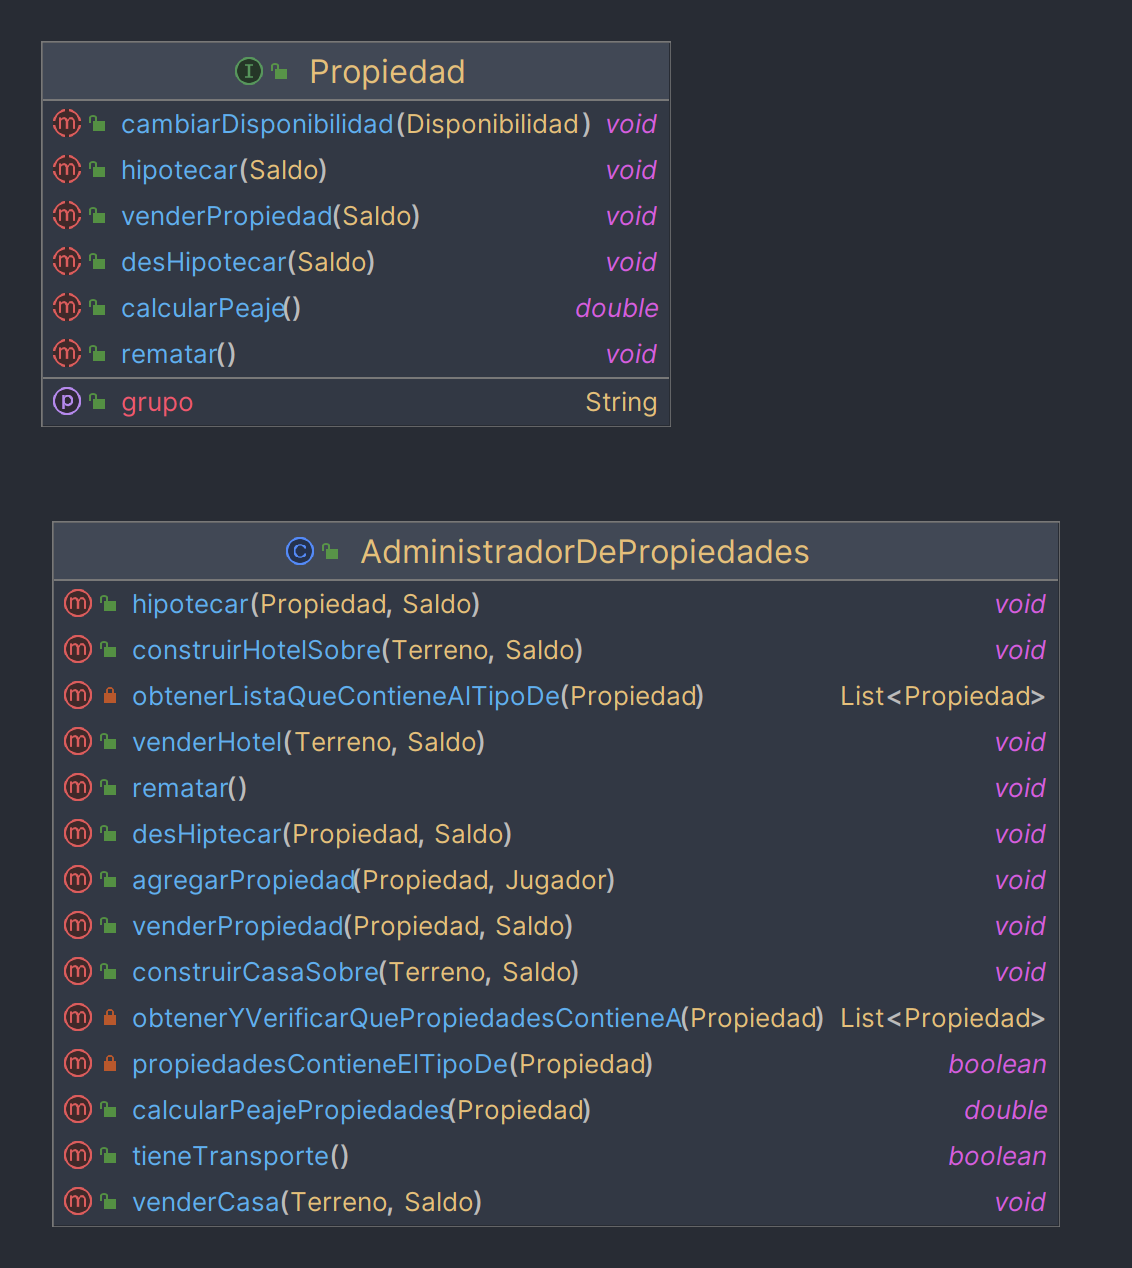 I Propiedad
m cambiarDisponibilidad(Disponibilidad) void
m hipotecar(Saldo) void
m venderPropiedad(Saldo) void
m desHipotecar(Saldo) void
m calcularPeaje() double
m rematar() void
p grupo String
C AdministradorDePropiedades
m hipotecar(Propiedad, Saldo) void
m construirHotelSobre(Terreno, Saldo) void
m obtenerListaQueContieneAlTipoDe(Propiedad) List<Propiedad>
m venderHotel(Terreno, Saldo) void
m rematar() void
m desHiptecar(Propiedad, Saldo) void
m agregarPropiedad(Propiedad, Jugador) void
m venderPropiedad(Propiedad, Saldo) void
m construirCasaSobre(Terreno, Saldo) void
m obtenerYVerificarQuePropiedadesContieneA(Propiedad) List<Propiedad>
m propiedadesContieneElTipoDe(Propiedad) boolean
m calcularPeajePropiedades(Propiedad) double
m tieneTransporte() boolean
m venderCasa(Terreno, Saldo) void